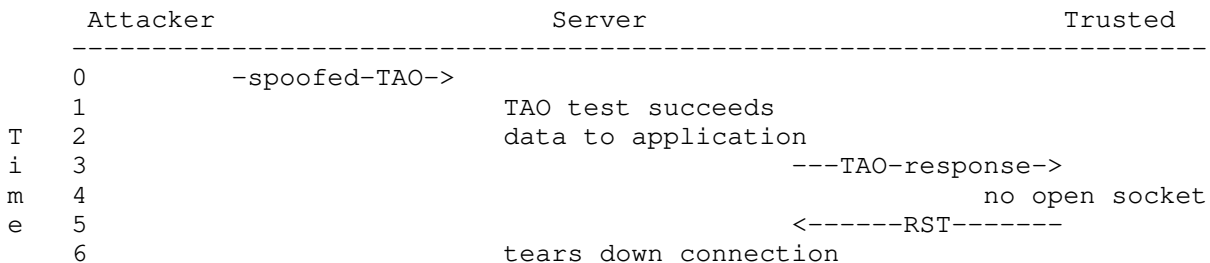 Attacker Server Trusted
-----------------------------------------------------------------------
0 -spoofed-TAO->
1 TAO test succeeds
T 2 data to application
i 3 ---TAO-response->
m 4 no open socket
e 5 <------RST-------
6 tears down connection